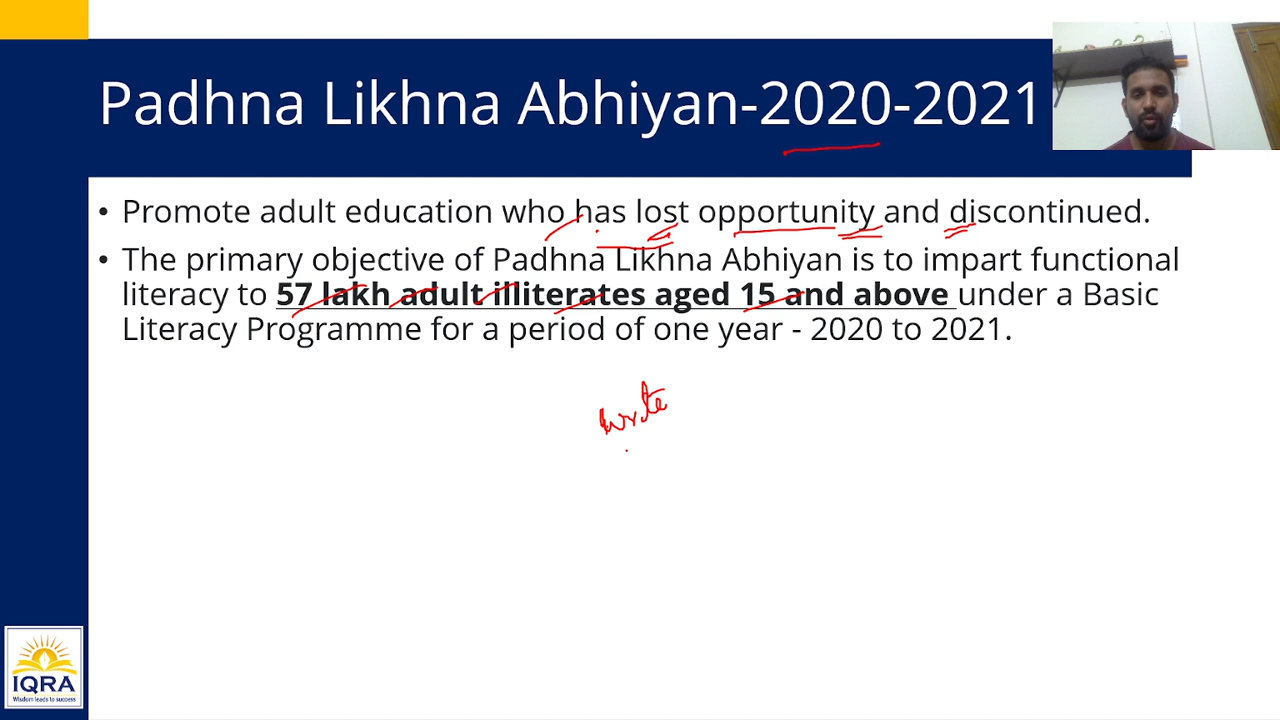 Padhna Likhna Abhiyan-2020-2021
• Promote adult education who has lost opportunity and discontinued.
• The primary objective of Padhna Likhna Abhiyan is to impart functional
literacy to 57 lakh adult illiterates aged 15 and above under a Basic
Literacy Programme for a period of one year - 2020 to 2021.
write
IQRA
Wisdom leads to success